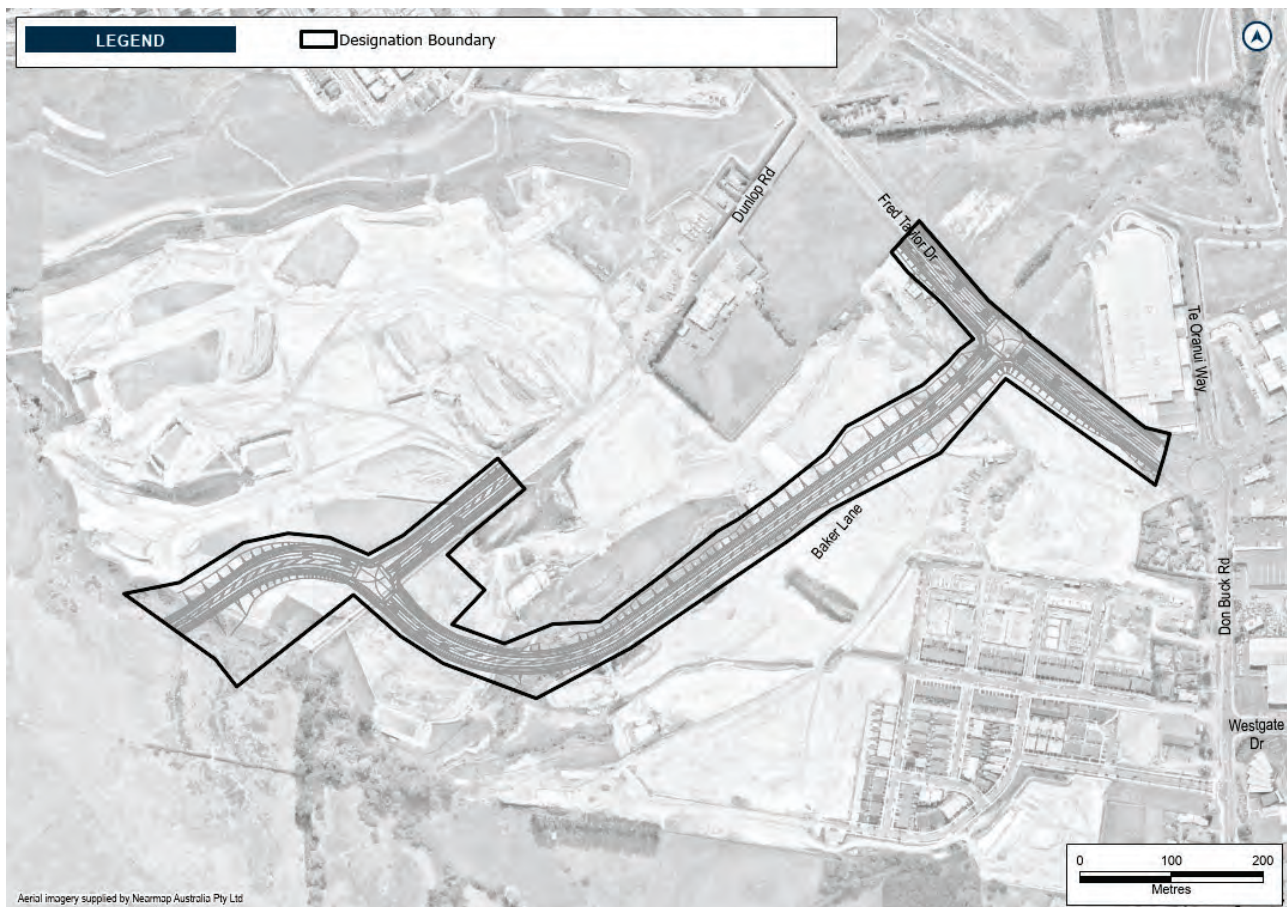 LEGEND
Designation Boundary
Dunlop Rd
Fred Taylor Dr
Te Oranui Way
Baker Lane
Don Buck Rd
Westgate
Dr
0 100 200
Metres
Aerial imagery supplied by Nearmap Australia Pty Ltd